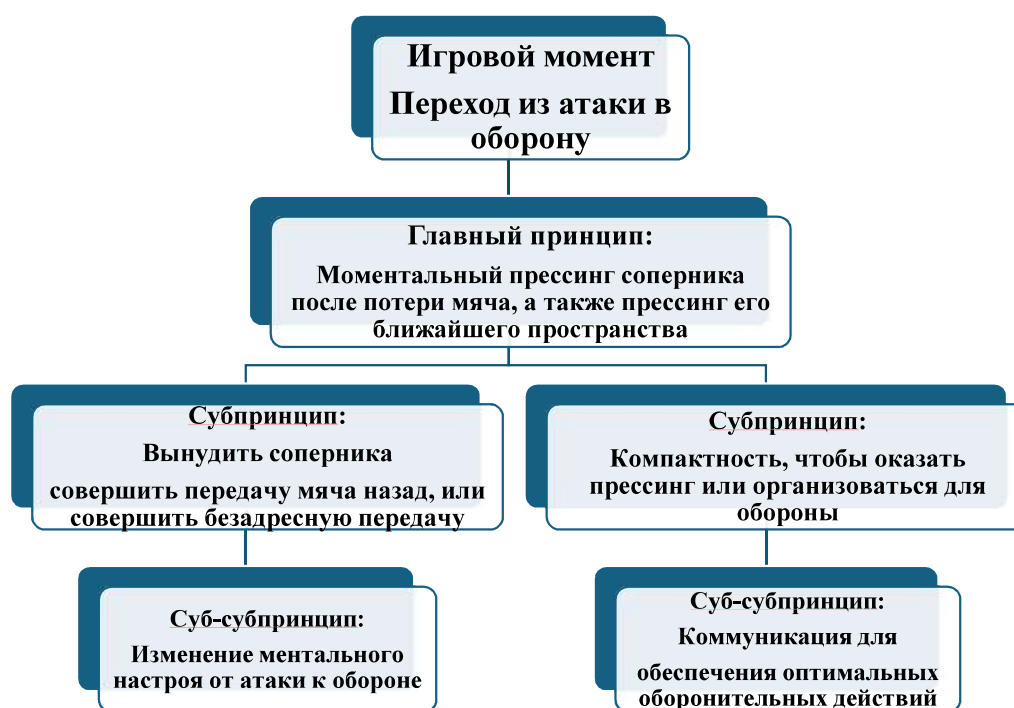 Игровой момент
Переход из атаки в
оборону
Главный принцип:
Моментальный прессинг соперника
после потери мяча, а также прессинг его
ближайшего пространства
Субпринцип:
Вынудить соперника
совершить передачу мяча назад, или
совершить безадресную передачу
Субпринцип:
Компактность, чтобы оказать
прессинг или организоваться для
обороны
Суб-субпринцип:
Изменение ментального
настроя от атаки к обороне
Суб-субпринцип:
Коммуникация для
обеспечения оптимальных
оборонительных действий